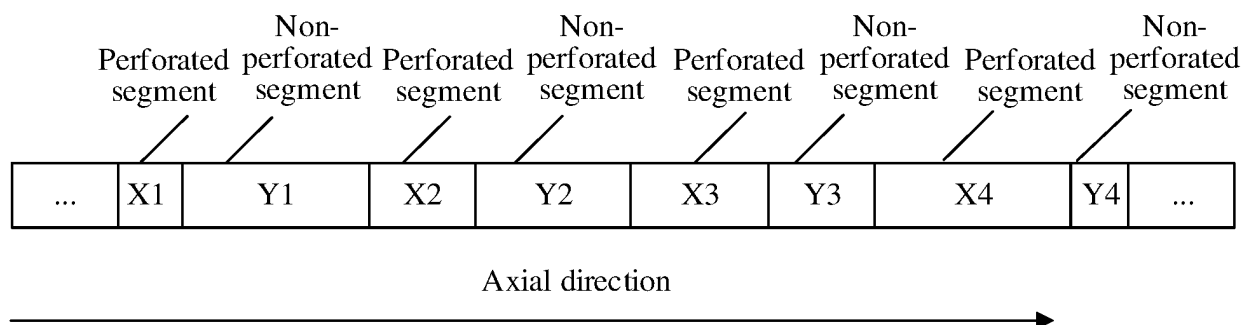 Perforated
segment
Non-
perforated
segment
Perforated
segment
Non-
perforated
segment
Perforated
segment
Non-
perforated
segment
Perforated
segment
Non-
perforated
segment
... X1 Y1 X2 Y2 X3 Y3 X4 Y4 ...
Axial direction